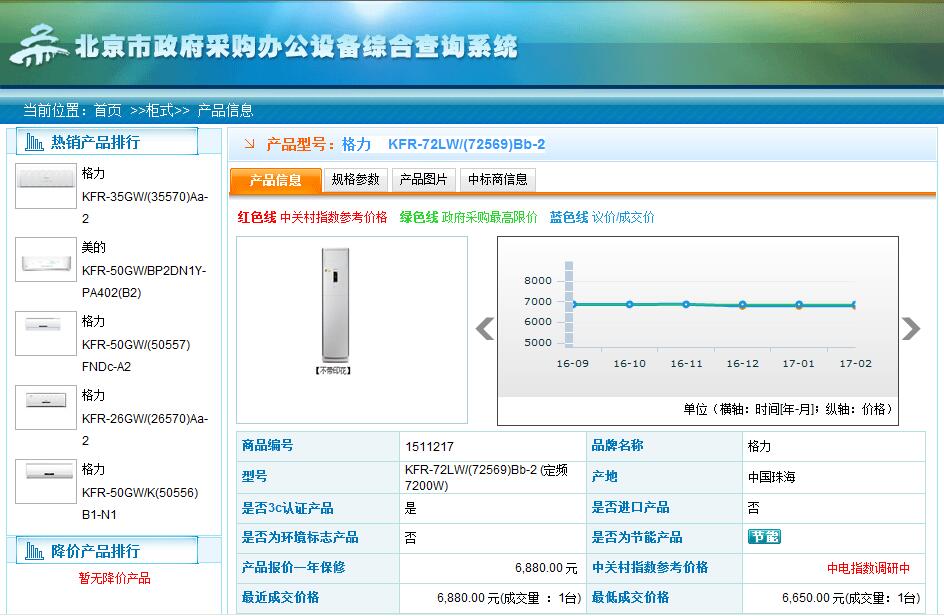 北京市政府采购办公设备综合查询系统
当前位置：首页 >>柜式>> 产品信息
热销产品排行
格力
KFR-35GW/(35570)Aa-
2
美的
KFR-50GW/BP2DN1Y-
PA402(B2)
格力
KFR-50GW/(50557)
FNDc-A2
格力
KFR-26GW/(26570)Aa-
2
格力
KFR-50GW/K(50556)
B1-N1
降价产品排行
暂无降价产品
产品型号：格力 KFR-72LW/(72569)Bb-2
产品信息 规格参数 产品图片 中标商信息
红色线 中关村指数参考价格 绿色线 政府采购最高限价 蓝色线 议价/成交价
【不带印花】
8000
7000
6000
5000
16-09 16-10 16-11 16-12 17-01 17-02
单位（横轴：时间[年-月]；纵轴：价格）
商品编号 1511217 品牌名称 格力
型号 KFR-72LW/(72569)Bb-2 (定频
7200W) 产地 中国珠海
是否3c认证产品 是 是否进口产品 否
是否为环境标志产品 否 是否为节能产品 节能
产品报价一年保修 6,880.00 元 中关村指数参考价格 中电指数调研中
最近成交价格 6,880.00 元(成交量 ：1台) 最低成交价格 6,650.00 元(成交量：1台)